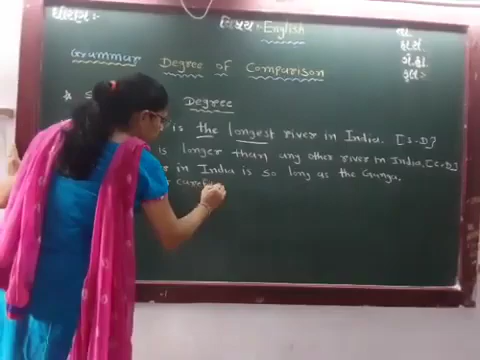 ધોરણ:-
વિષય:- English
તા.
હાસં.
ગે.હા.
કુલ:-
Grammar Degree of Comparison
* S Degree
is the longest river in India. [S.D]
is longer than any other river in India. [C.D]
in India is so long as the Ganga.